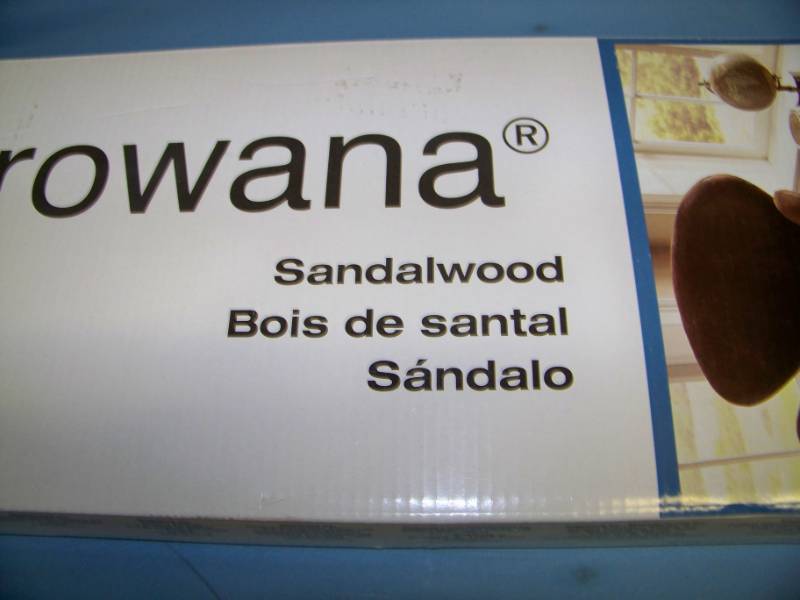 rowana®
Sandalwood
Bois de santal
Sándalo